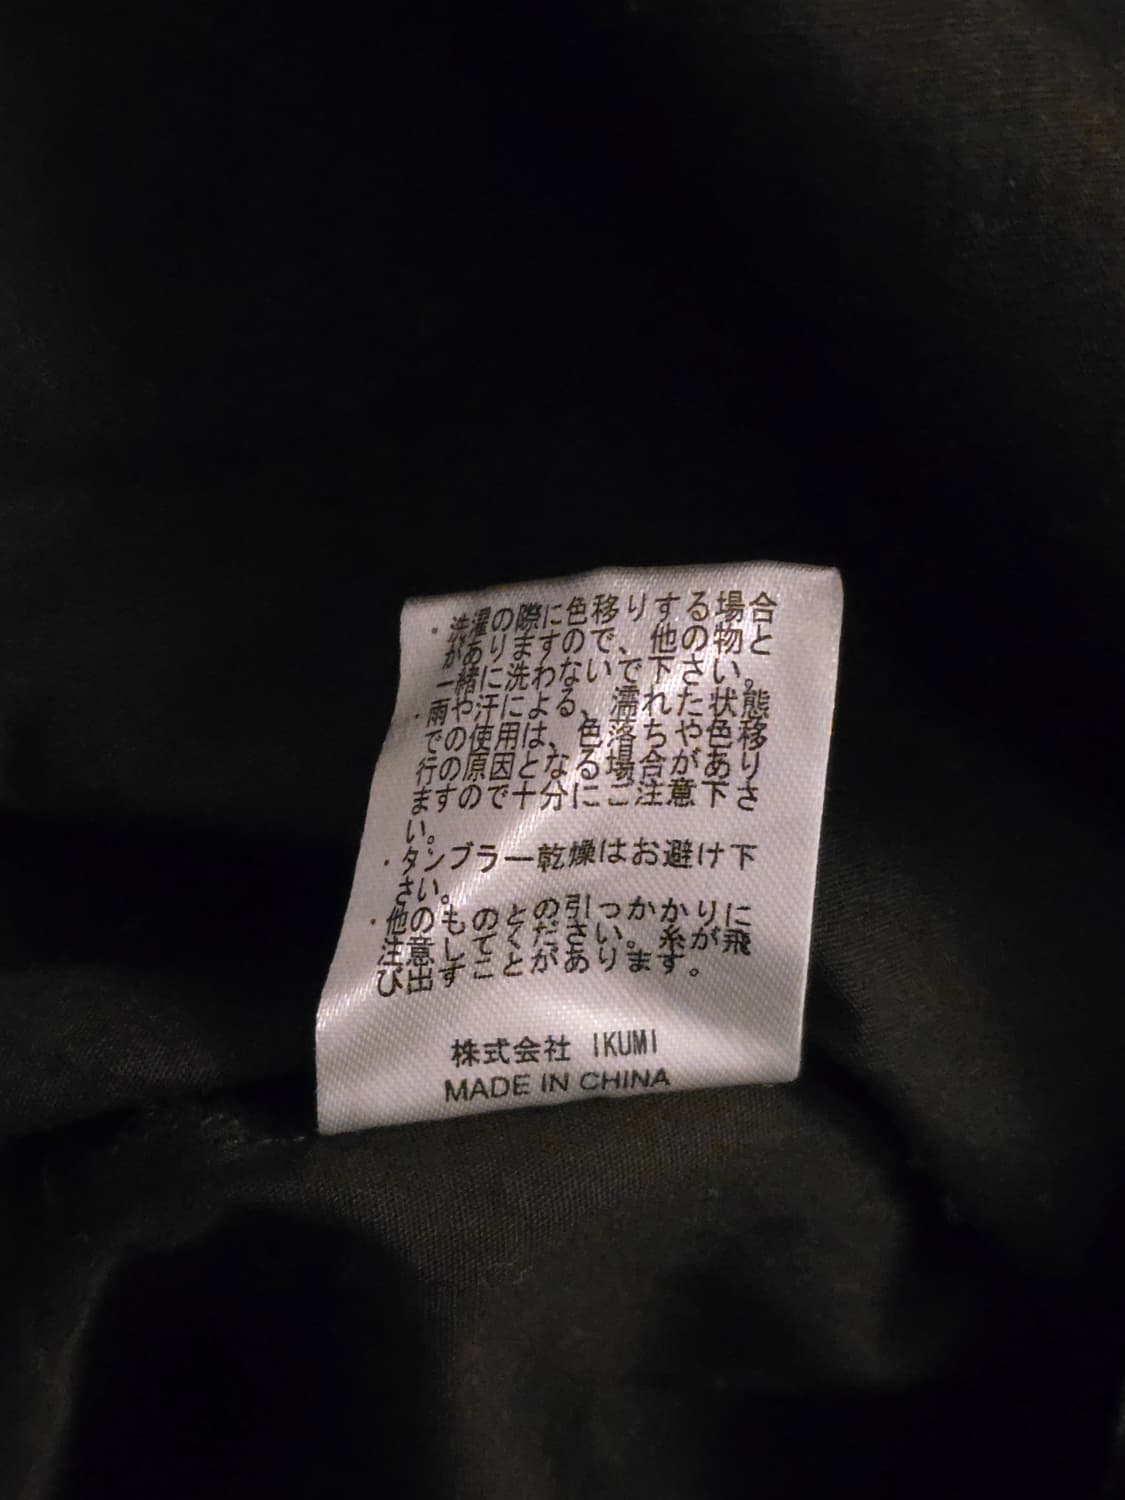 ・洗濯の際に色移りする場合
がありますので、他の物と
一緒に洗わないで下さい。
・雨や汗による、濡れた状態
での使用は、色落ちや色移
行の原因となる場合があり
ますので十分にご注意下さ
い。
・タンブラー乾燥はお避け下
さい。
・他のものとの引っかかりに
注意してください。糸が飛
び出すことがあります。
株式会社 IKUMI
MADE IN CHINA